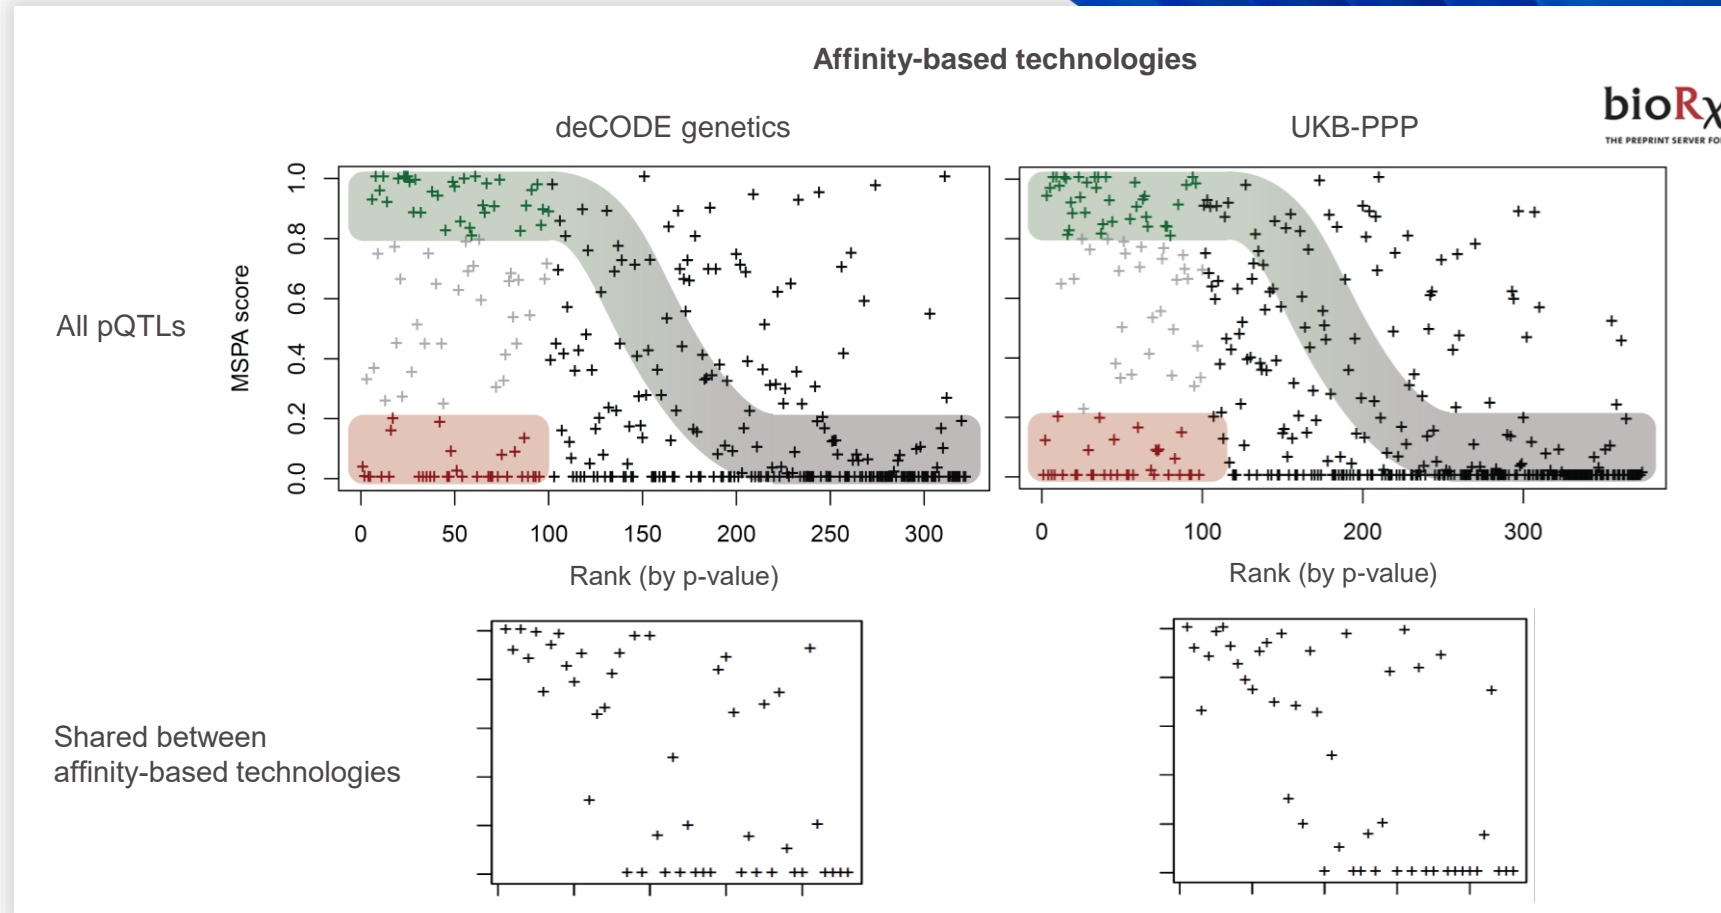 Affinity-based technologies
bioRχ
THE PREPRINT SERVER FOR
deCODE genetics
UKB-PPP
All pQTLs
MSPA score
1.0
0.8
0.6
0.4
0.2
0.0
0 50 100 150 200 250 300
0 100 200 300
Rank (by p-value)
Rank (by p-value)
Shared between
affinity-based technologies